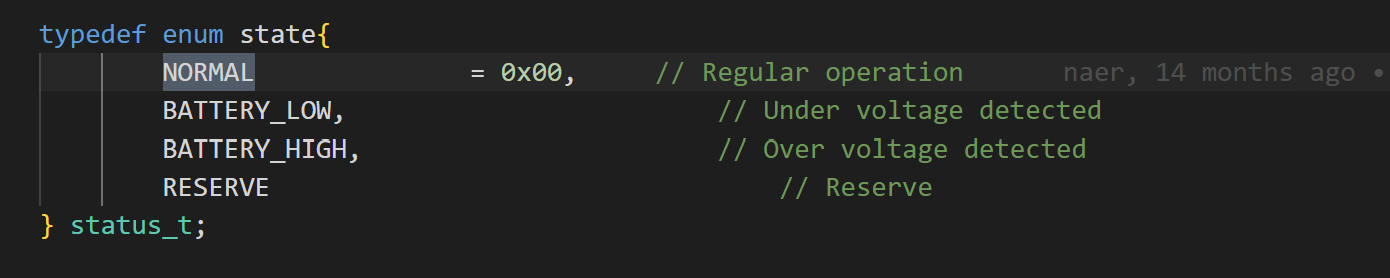 typedef enum state{
NORMAL = 0x00, // Regular operation naer, 14 months ago •
BATTERY_LOW, // Under voltage detected
BATTERY_HIGH, // Over voltage detected
RESERVE // Reserve
} status_t;